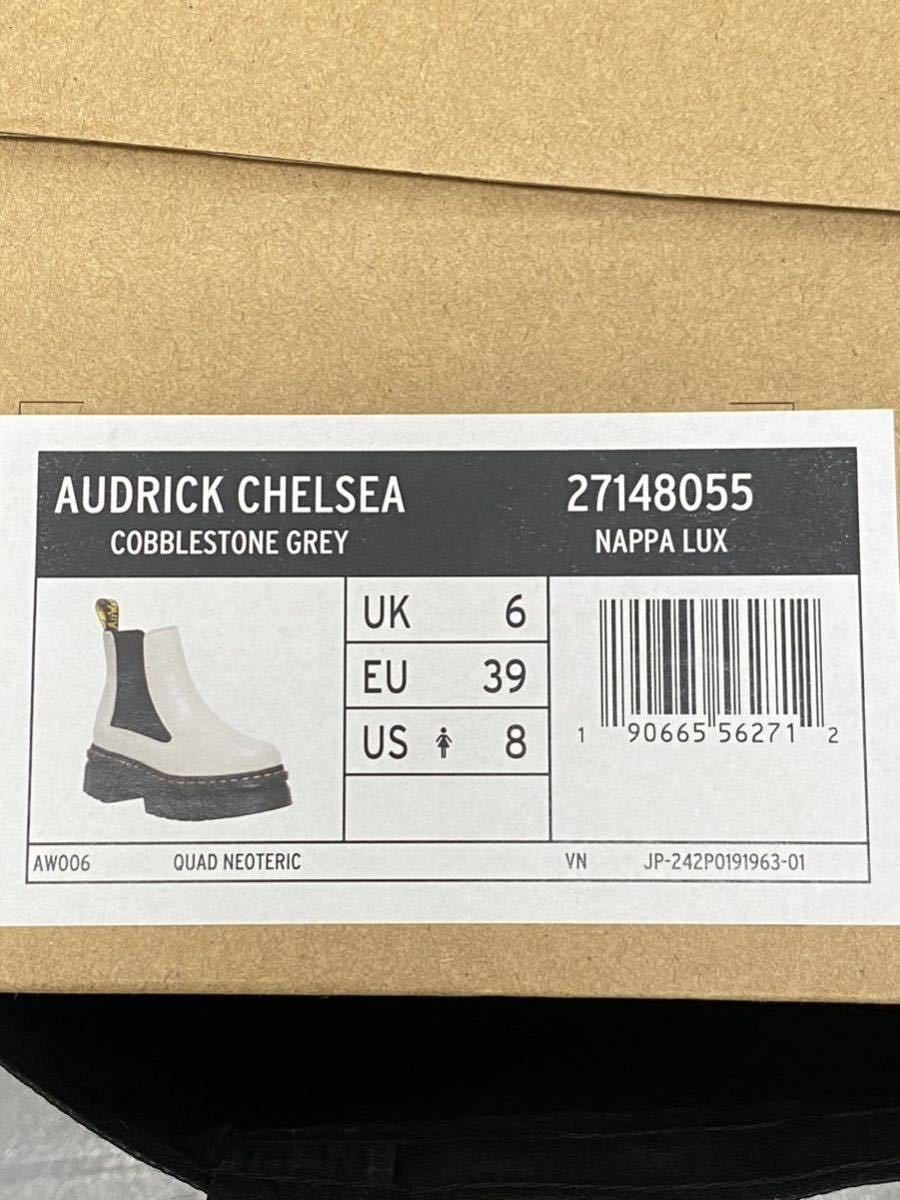 AUDRICK CHELSEA 27148055
COBBLESTONE GREY NAPPA LUX
UK 6
EU 39
US 8
1 90665 56271 2
AW006 QUAD NEOTERIC VN JP-242P0191963-01